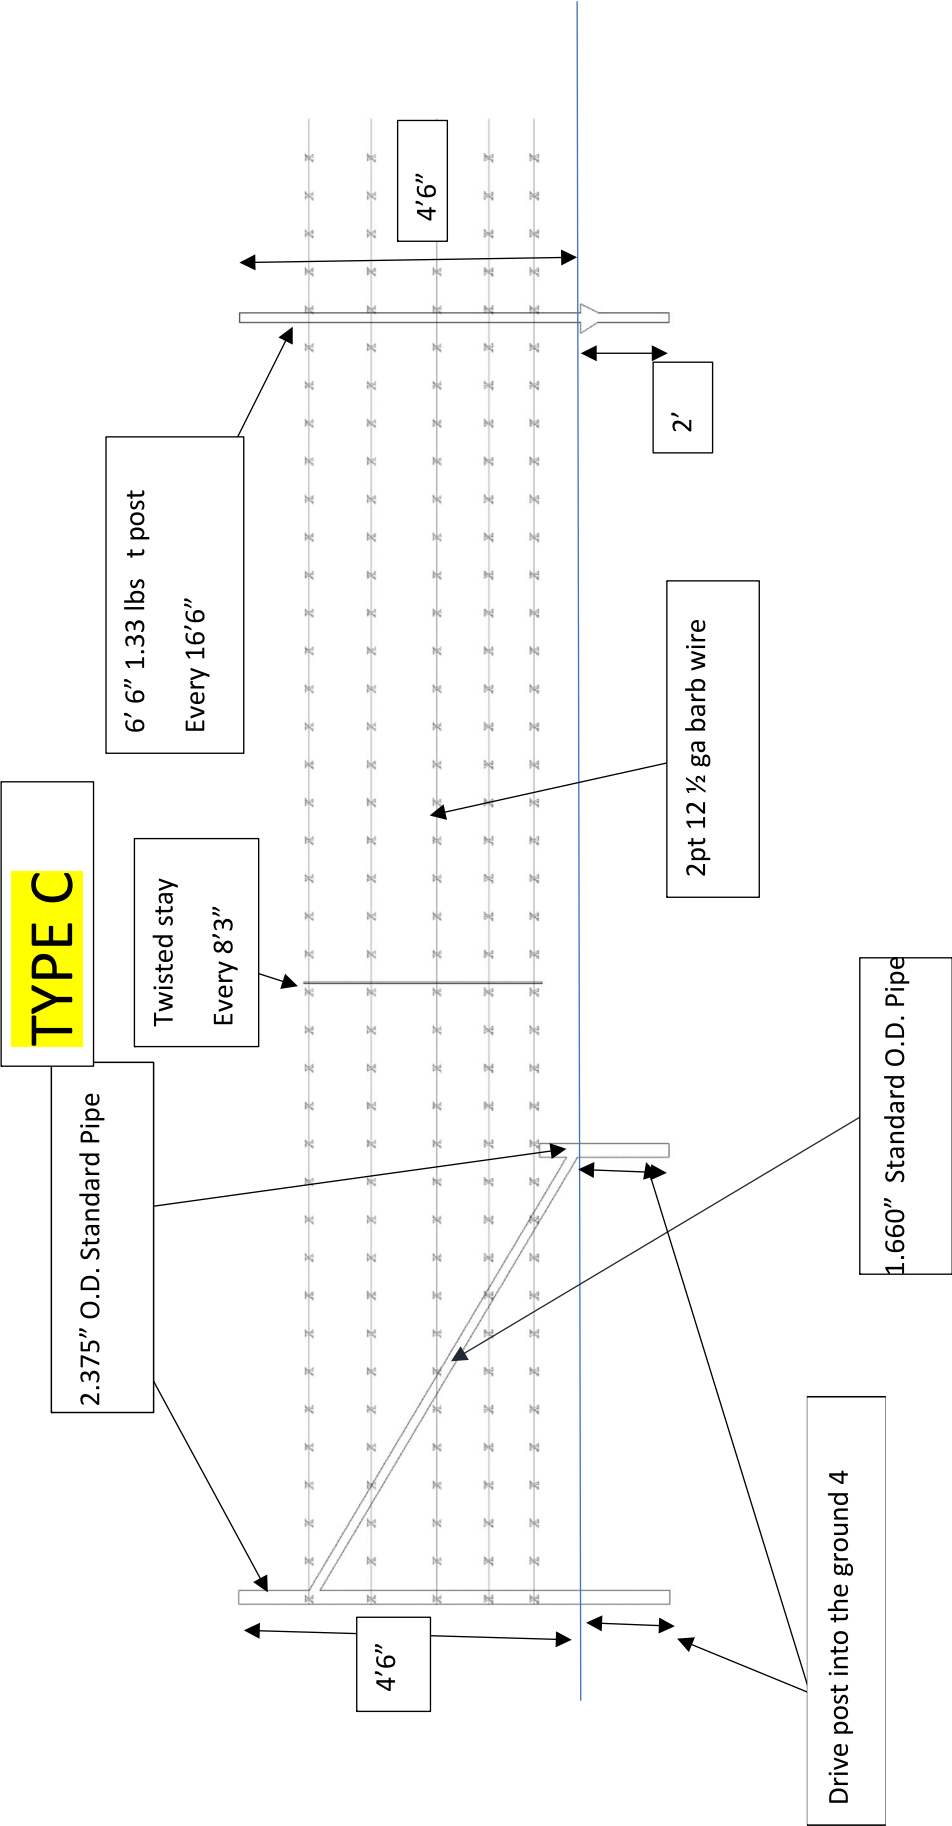 TYPE C
2.375” O.D. Standard Pipe
Twisted stay
Every 8’3”
6’ 6” 1.33 lbs t post
Every 16’6”
4’6”
4’6”
2’
2pt 12 ½ ga barb wire
Drive post into the ground 4
1.660” Standard O.D. Pipe